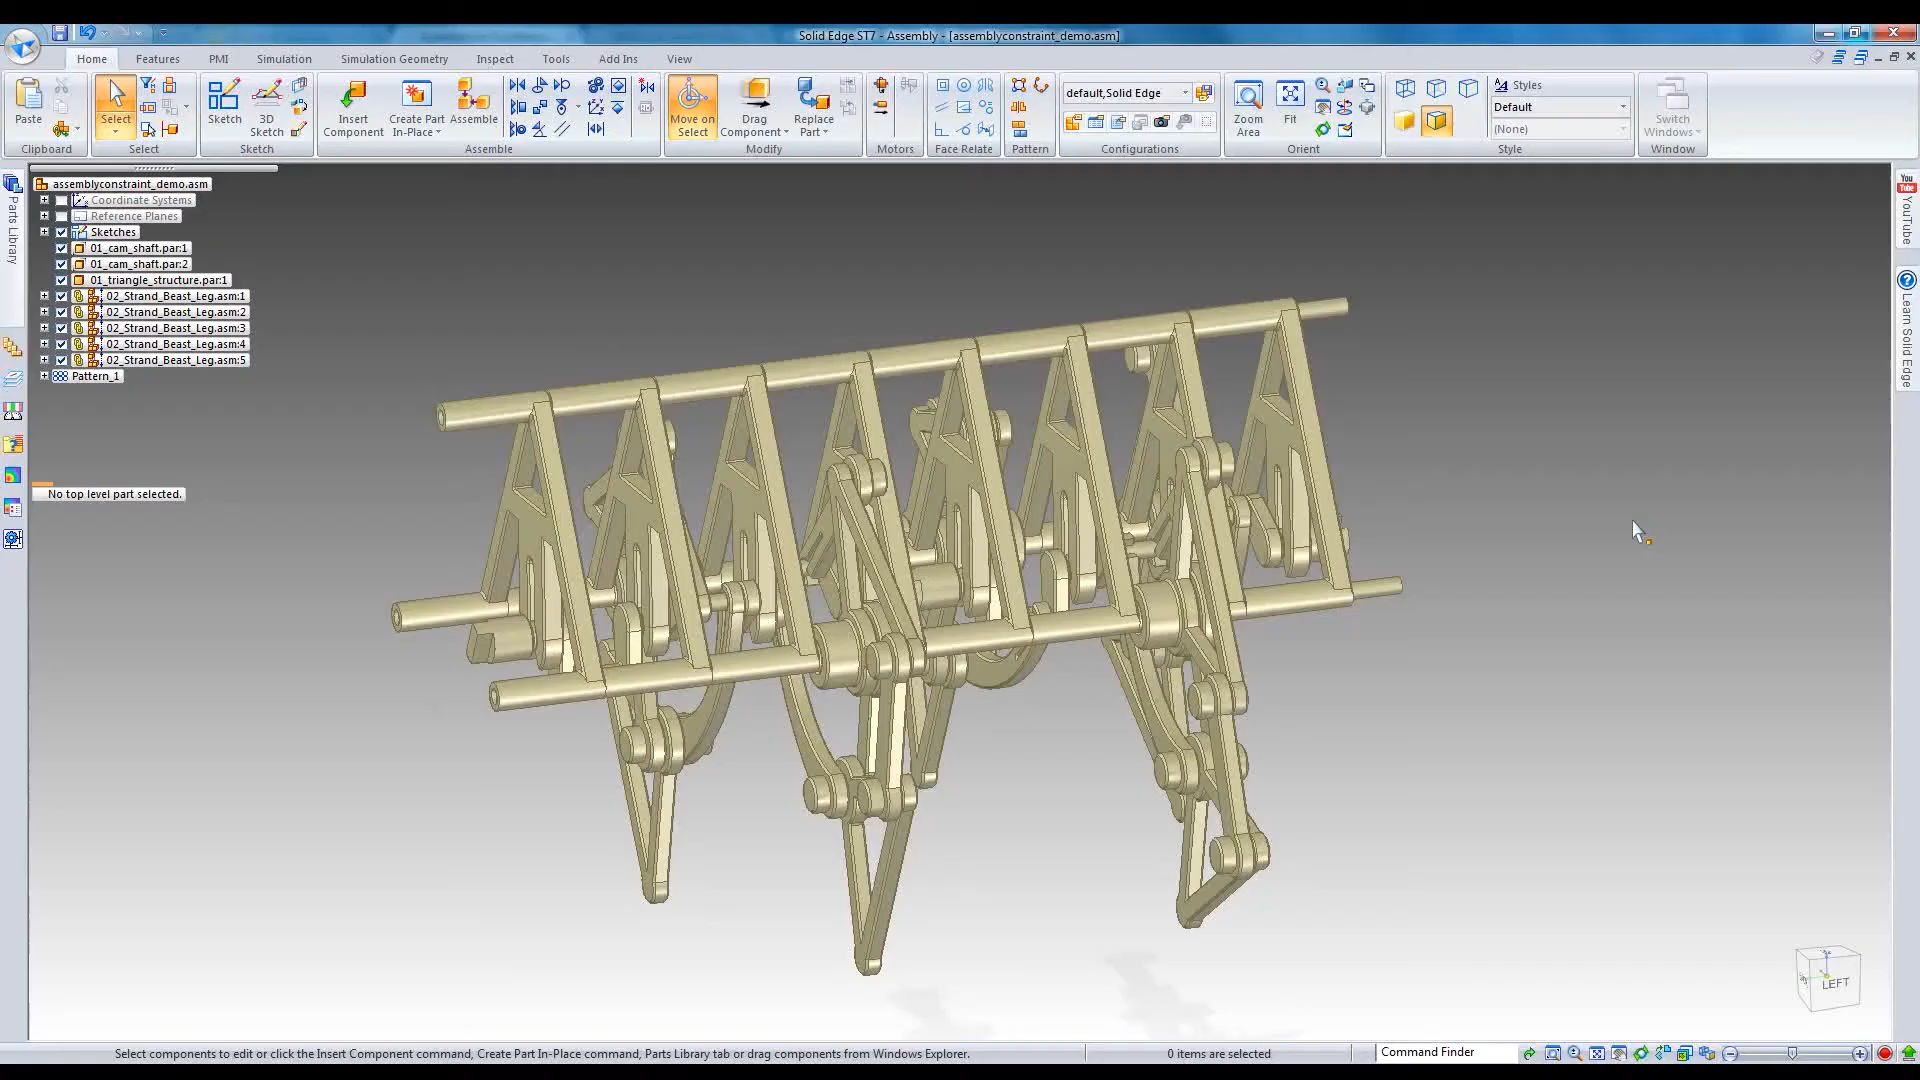 Solid Edge ST7 - Assembly - [assemblyconstraint_demo.asm]
Home Features PMI Simulation Simulation Geometry Inspect Tools Add Ins View
Paste
Select
Sketch
3D Sketch
Insert Component
Create Part In-Place
Assemble
Move on Select
Drag Component
Replace Part
default,Solid Edge
Zoom Area
Fit
Styles
Default
(None)
Switch Windows
Clipboard Select Sketch Assemble Modify Motors Face Relate Pattern Configurations Orient Style Window
Parts Library
assemblyconstraint_demo.asm
Coordinate Systems
Reference Planes
Sketches
01_cam_shaft.par:1
01_cam_shaft.par:2
01_triangle_structure.par:1
02_Strand_Beast_Leg.asm:1
02_Strand_Beast_Leg.asm:2
02_Strand_Beast_Leg.asm:3
02_Strand_Beast_Leg.asm:4
02_Strand_Beast_Leg.asm:5
Pattern_1
No top level part selected.
You Tube
YouTube
Learn Solid Edge
LEFT
Select components to edit or click the Insert Component command, Create Part In-Place command, Parts Library tab or drag components from Windows Explorer.
0 items are selected
Command Finder